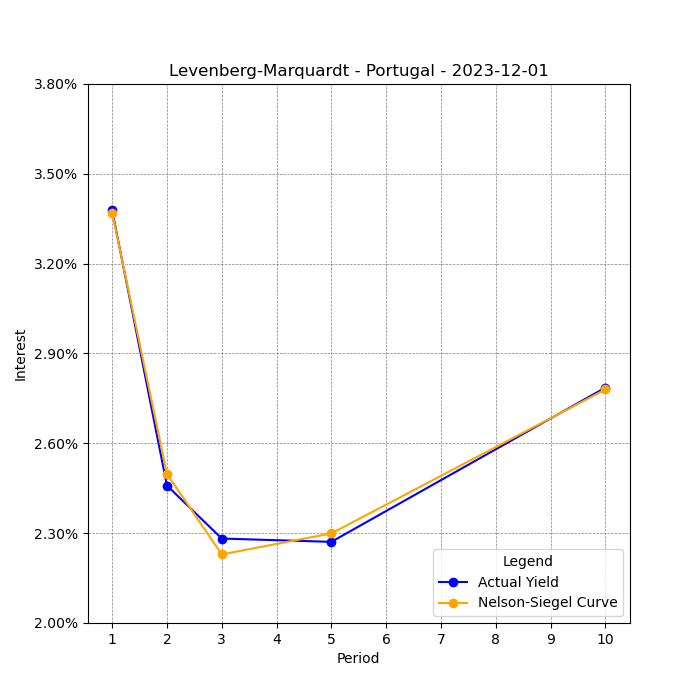 Levenberg-Marquardt - Portugal - 2023-12-01
3.80%
3.50%
3.20%
2.90%
2.60%
2.30%
2.00%
Interest
1 2 3 4 5 6 7 8 9 10
Period
Legend
Actual Yield
Nelson-Siegel Curve